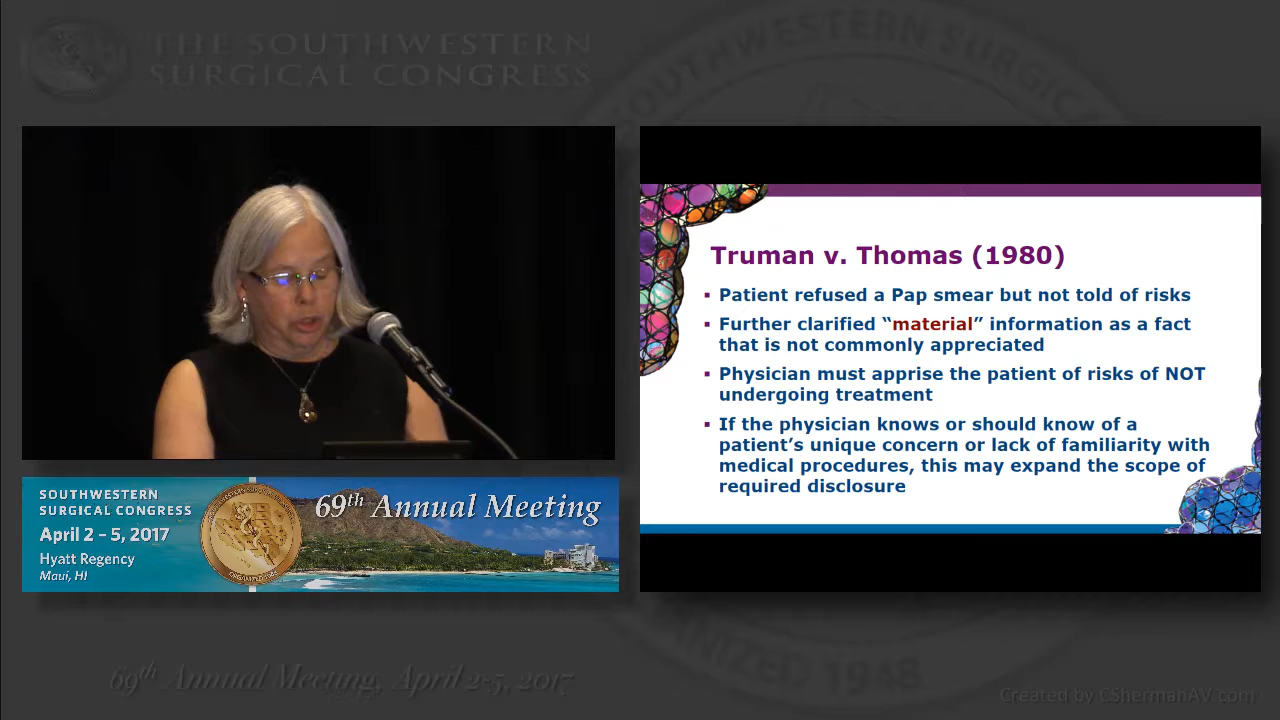 THE SOUTHWESTERN
SURGICAL CONGRESS
SOUTHWESTERN
SURGICAL CONGRESS
April 2 – 5, 2017
Hyatt Regency
Maui, HI
69th Annual Meeting
Truman v. Thomas (1980)
▪ Patient refused a Pap smear but not told of risks
▪ Further clarified “material” information as a fact
that is not commonly appreciated
▪ Physician must apprise the patient of risks of NOT
undergoing treatment
▪ If the physician knows or should know of a
patient’s unique concern or lack of familiarity with
medical procedures, this may expand the scope of
required disclosure
69th Annual Meeting, April 2-5, 2017
Created by CShermanAV.com